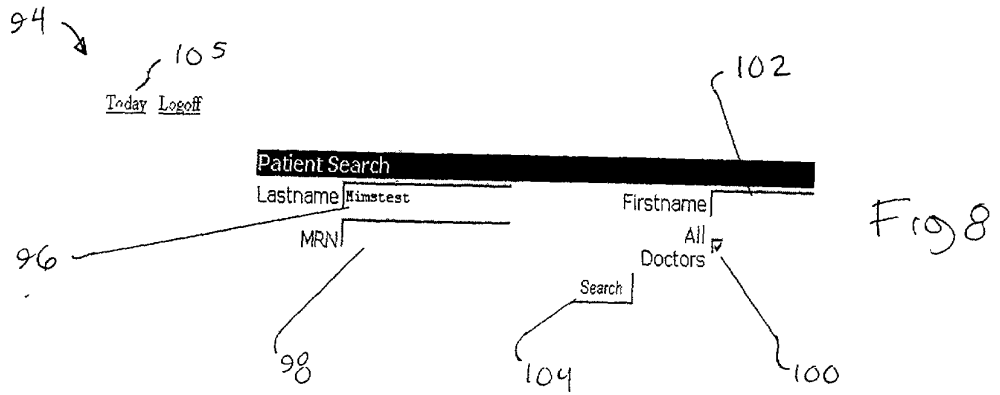 94
105
102
Today Logoff
Patient Search
Lastname Mimstest Firstname
MRN All Doctors
Fig 8
96
Search
98
104
100